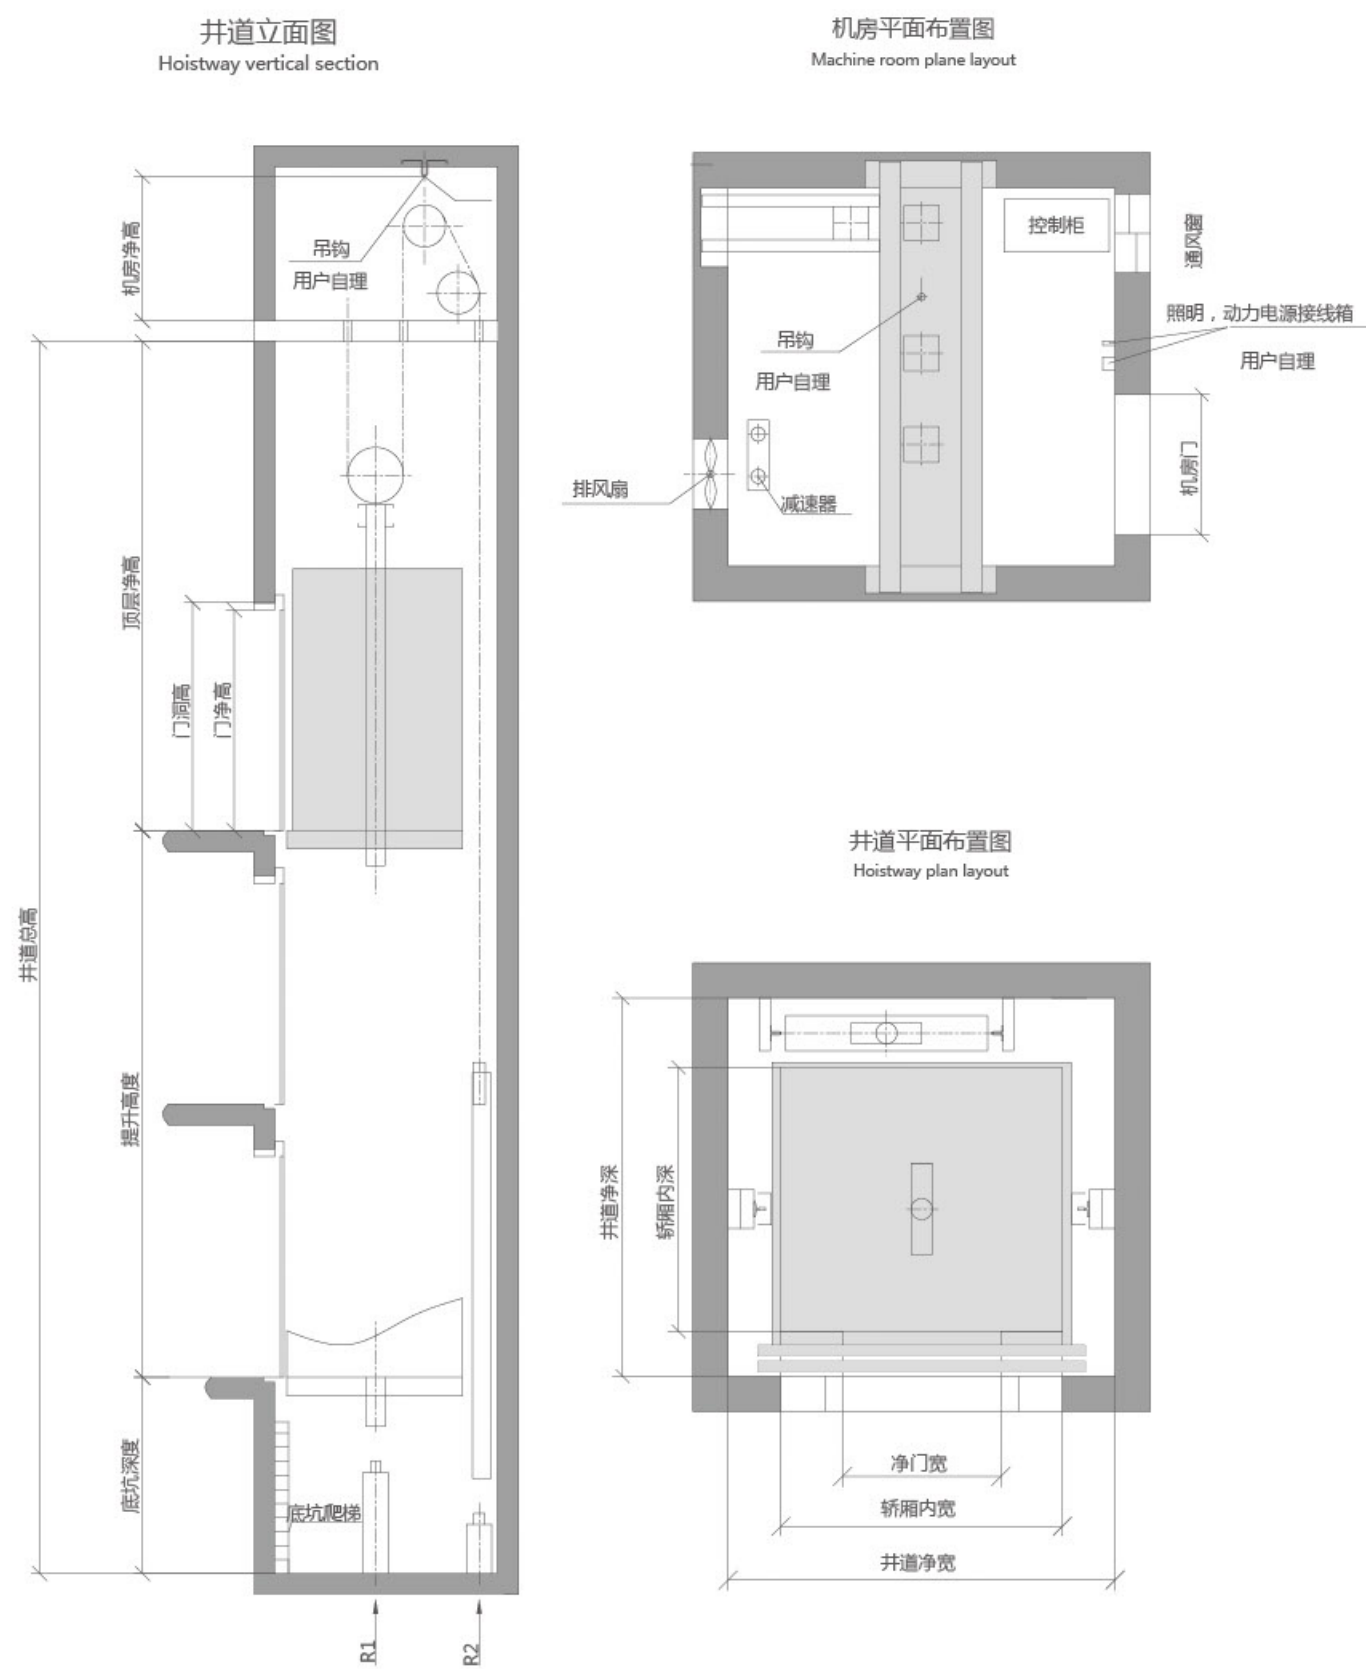 井道立面图
Hoistway vertical section
机房净高
吊钩
用户自理
顶层净高
门洞高
门净高
井道总高
提升高度
底坑深度
底坑爬梯
R1
R2
机房平面布置图
Machine room plane layout
控制柜
通风窗
照明，动力电源接线箱
用户自理
吊钩
用户自理
机房门
排风扇
减速器
井道平面布置图
Hoistway plan layout
井道净深
轿厢内深
净门宽
轿厢内宽
井道净宽